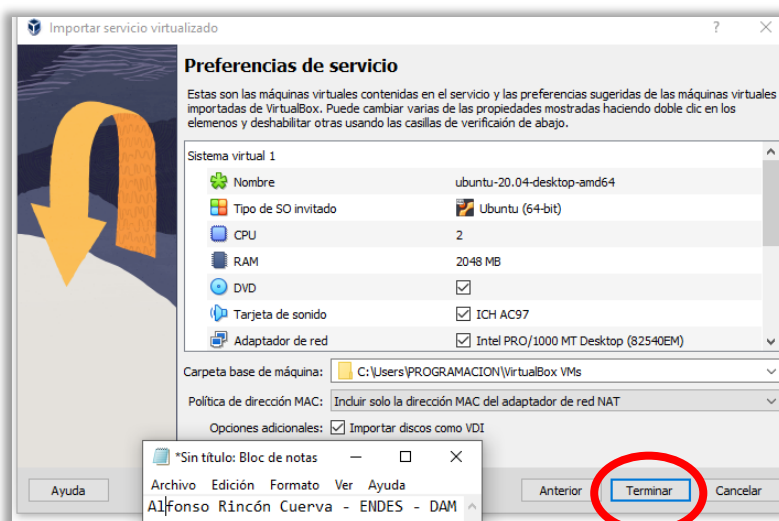 Importar servicio virtualizado ? ×
Preferencias de servicio
Estas son las máquinas virtuales contenidas en el servicio y las preferencias sugeridas de las máquinas virtuales
importadas de VirtualBox. Puede cambiar varias de las propiedades mostradas haciendo doble clic en los
elemenos y deshabilitar otras usando las casillas de verificaión de abajo.
Sistema virtual 1
Nombre ubuntu-20.04-desktop-amd64
Tipo de SO invitado Ubuntu (64-bit)
CPU 2
RAM 2048 MB
DVD
Tarjeta de sonido ICH AC97
Adaptador de red Intel PRO/1000 MT Desktop (82540EM)
Carpeta base de máquina: C:\Users\PROGRAMACION\VirtualBox VMs
Política de dirección MAC: Incluir solo la dirección MAC del adaptador de red NAT
Opciones adicionales: Importar discos como VDI
*Sin título: Bloc de notas
Archivo Edición Formato Ver Ayuda
Alfonso Rincón Cuerva - ENDES - DAM
Ayuda Anterior Terminar Cancelar